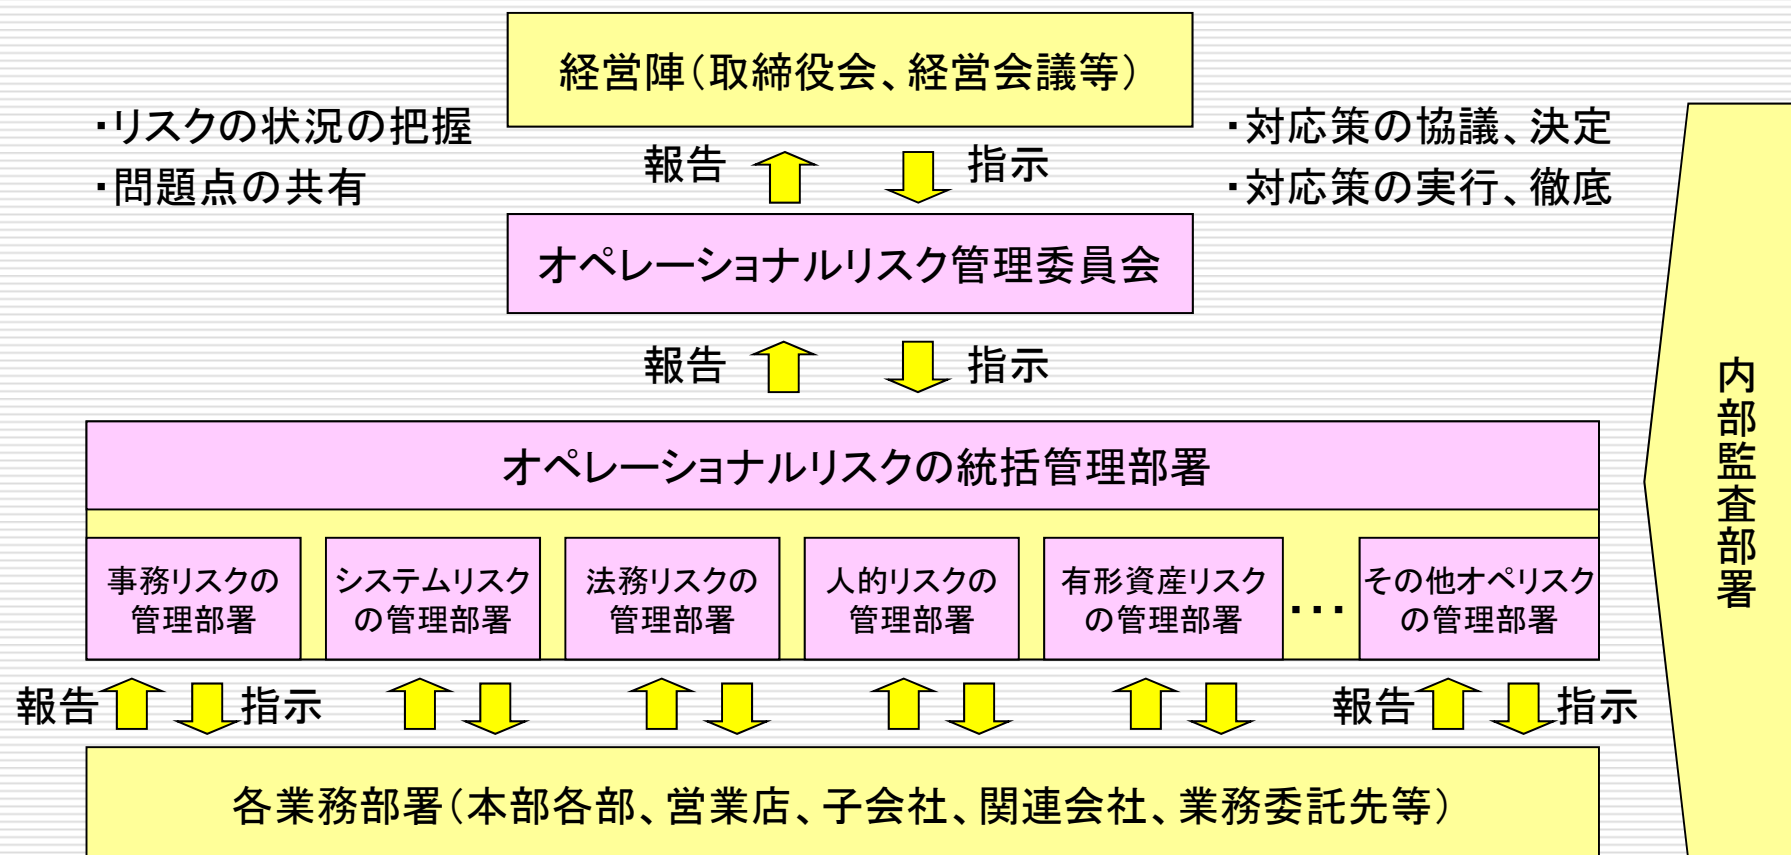 経営陣(取締役会、経営会議等)
・リスクの状況の把握
・問題点の共有
・対応策の協議、決定
・対応策の実行、徹底
報告
指示
オペレーショナルリスク管理委員会
報告
指示
オペレーショナルリスクの統括管理部署
事務リスクの
管理部署
システムリスク
の管理部署
法務リスクの
管理部署
人的リスクの
管理部署
有形資産リスク
の管理部署
・・・
その他オペリスク
の管理部署
報告
指示
報告
指示
各業務部署(本部各部、営業店、子会社、関連会社、業務委託先等)
内部監査部署